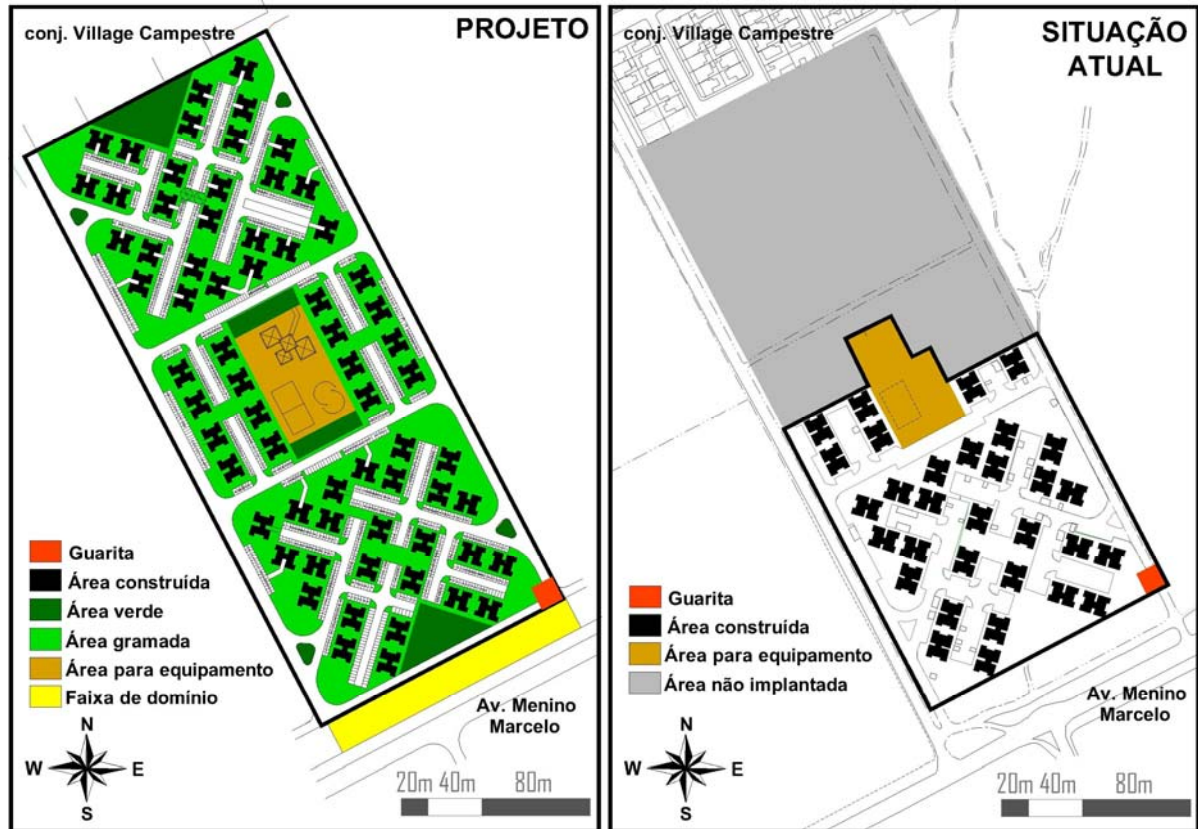 conj. Village Campestre
PROJETO
Guarita
Área construída
Área verde
Área gramada
Área para equipamento
Faixa de domínio
Av. Menino
Marcelo
N
W
E
S
20m 40m 80m
conj. Village Campestre
SITUAÇÃO
ATUAL
Guarita
Área construída
Área para equipamento
Área não implantada
Av. Menino
Marcelo
N
W
E
S
20m 40m 80m